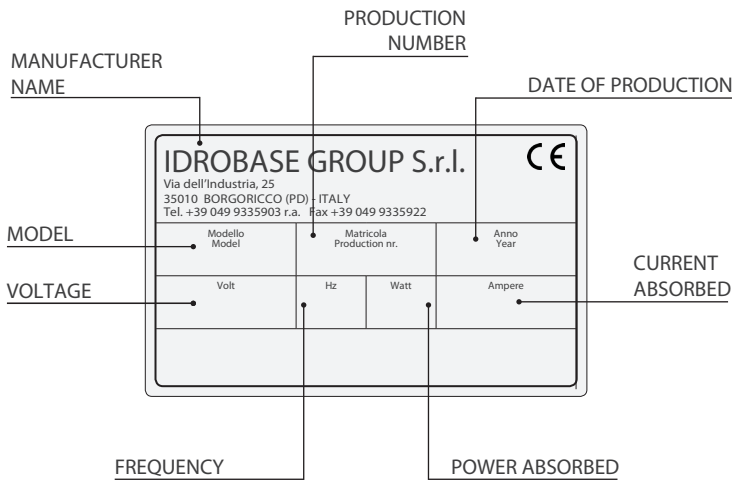 PRODUCTION
NUMBER
MANUFACTURER
NAME
DATE OF PRODUCTION
IDROBASE GROUP S.r.l.
CE
Via dell'Industria, 25
35010 BORGORICCO (PD) - ITALY
Tel. +39 049 9335903 r.a. Fax +39 049 9335922
MODEL
Modello
Model
Matricola
Production nr.
Anno
Year
VOLTAGE
Volt
Hz
Watt
Ampere
CURRENT
ABSORBED
FREQUENCY
POWER ABSORBED